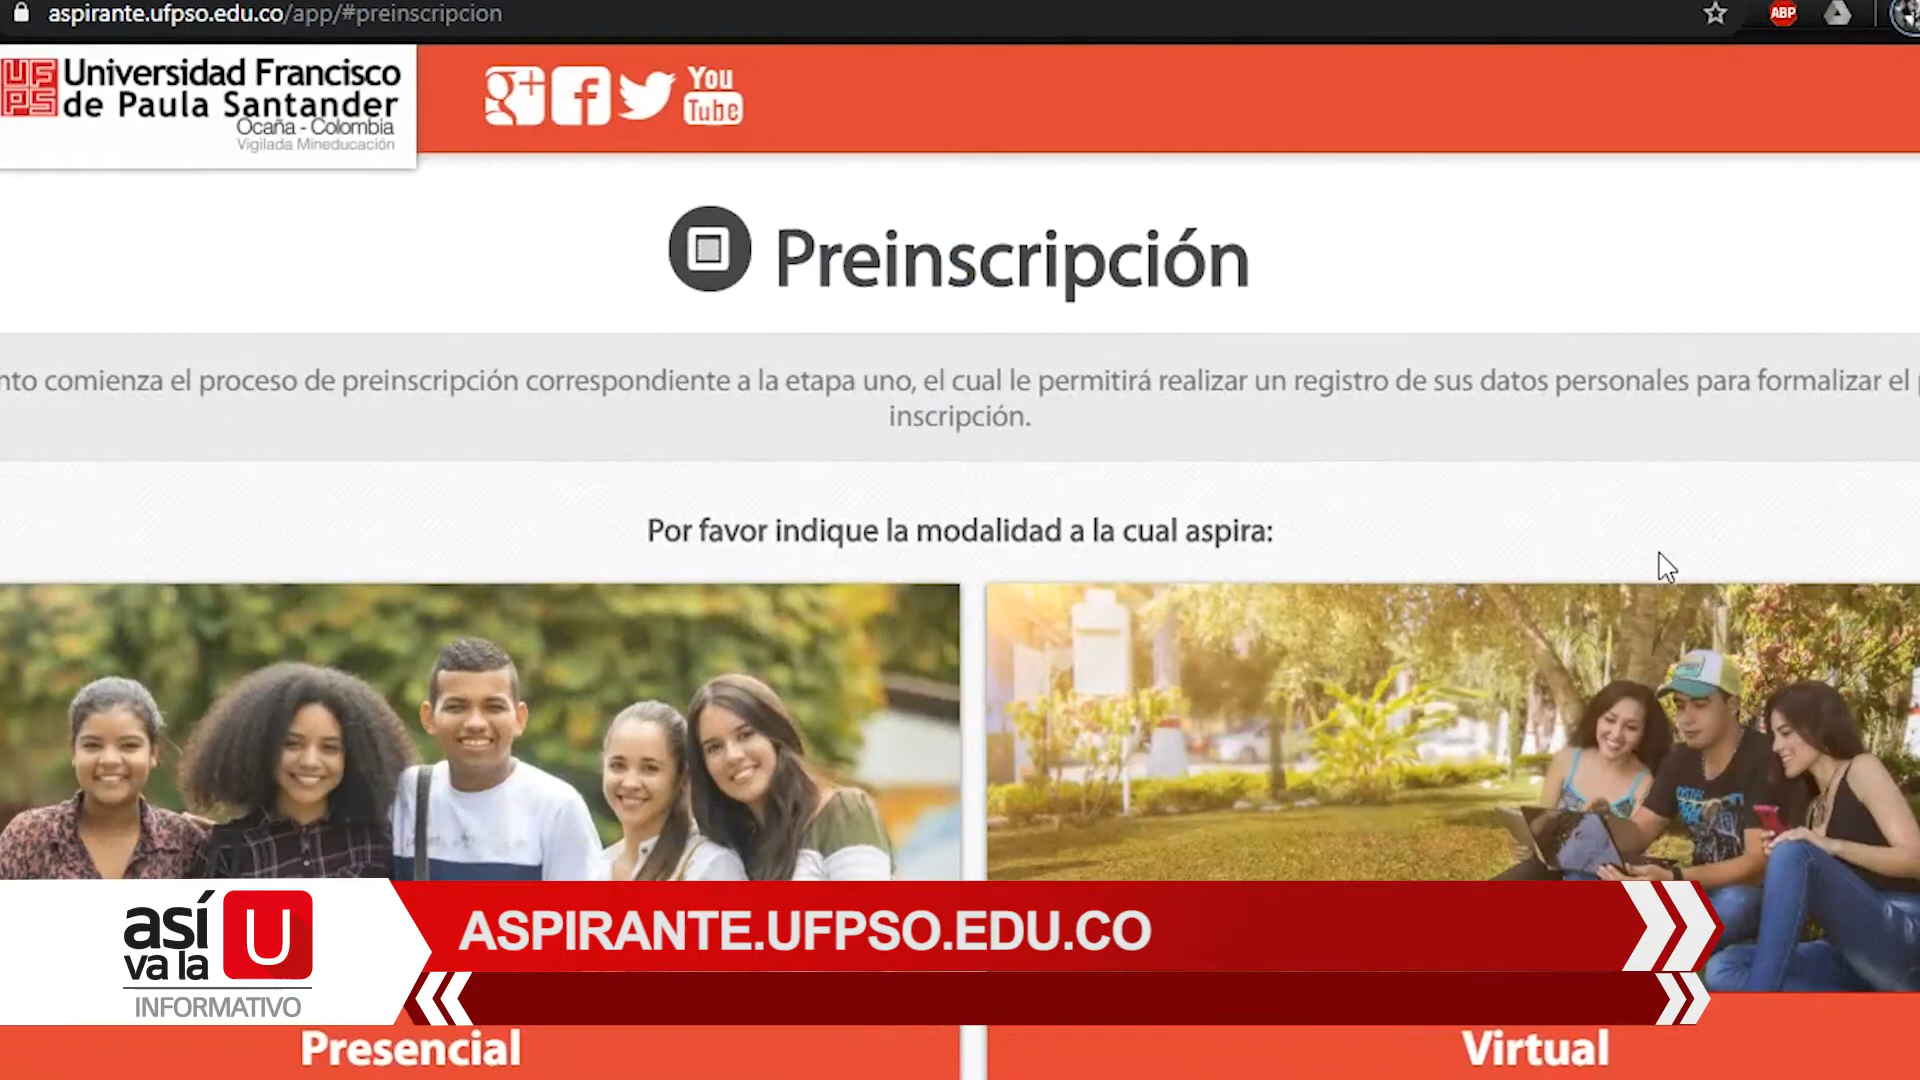 aspirante.ufpso.edu.co/app/#preinscripcion
ABP
UF
PS
Universidad Francisco
de Paula Santander
Ocaña - Colombia
Vigilada Mineducación
g+
f
You
Tube
Preinscripción
nto comienza el proceso de preinscripción correspondiente a la etapa uno, el cual le permitirá realizar un registro de sus datos personales para formalizar el
inscripción.
Por favor indique la modalidad a la cual aspira:
así
va la
U
INFORMATIVO
ASPIRANTE.UFPSO.EDU.CO
Presencial
Virtual